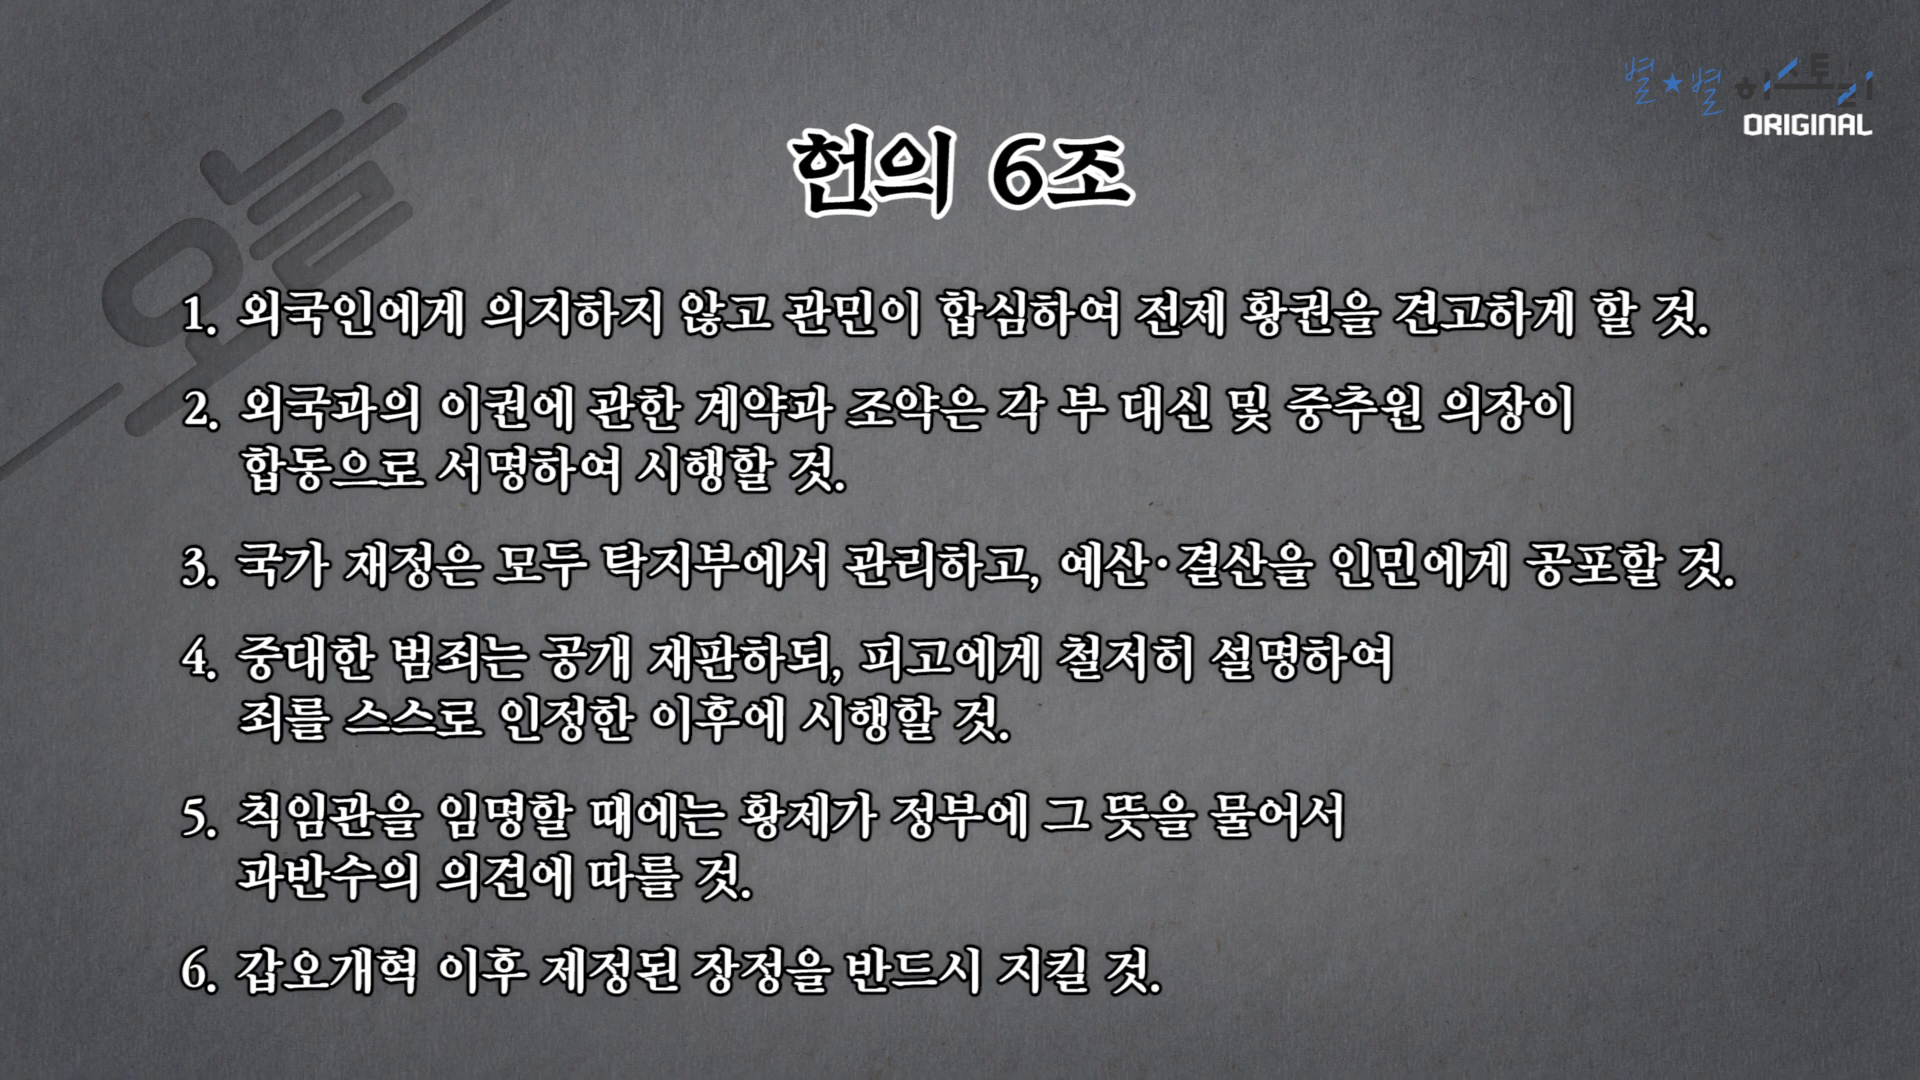 별★별 히스토리
ORIGINAL
오늘
헌의 6조
1. 외국인에게 의지하지 않고 관민이 합심하여 전제 황권을 견고하게 할 것.
2. 외국과의 이권에 관한 계약과 조약은 각 부 대신 및 중추원 의장이
합동으로 서명하여 시행할 것.
3. 국가 재정은 모두 탁지부에서 관리하고, 예산·결산을 인민에게 공포할 것.
4. 중대한 범죄는 공개 재판하되, 피고에게 철저히 설명하여
죄를 스스로 인정한 이후에 시행할 것.
5. 칙임관을 임명할 때에는 황제가 정부에 그 뜻을 물어서
과반수의 의견에 따를 것.
6. 갑오개혁 이후 제정된 장정을 반드시 지킬 것.